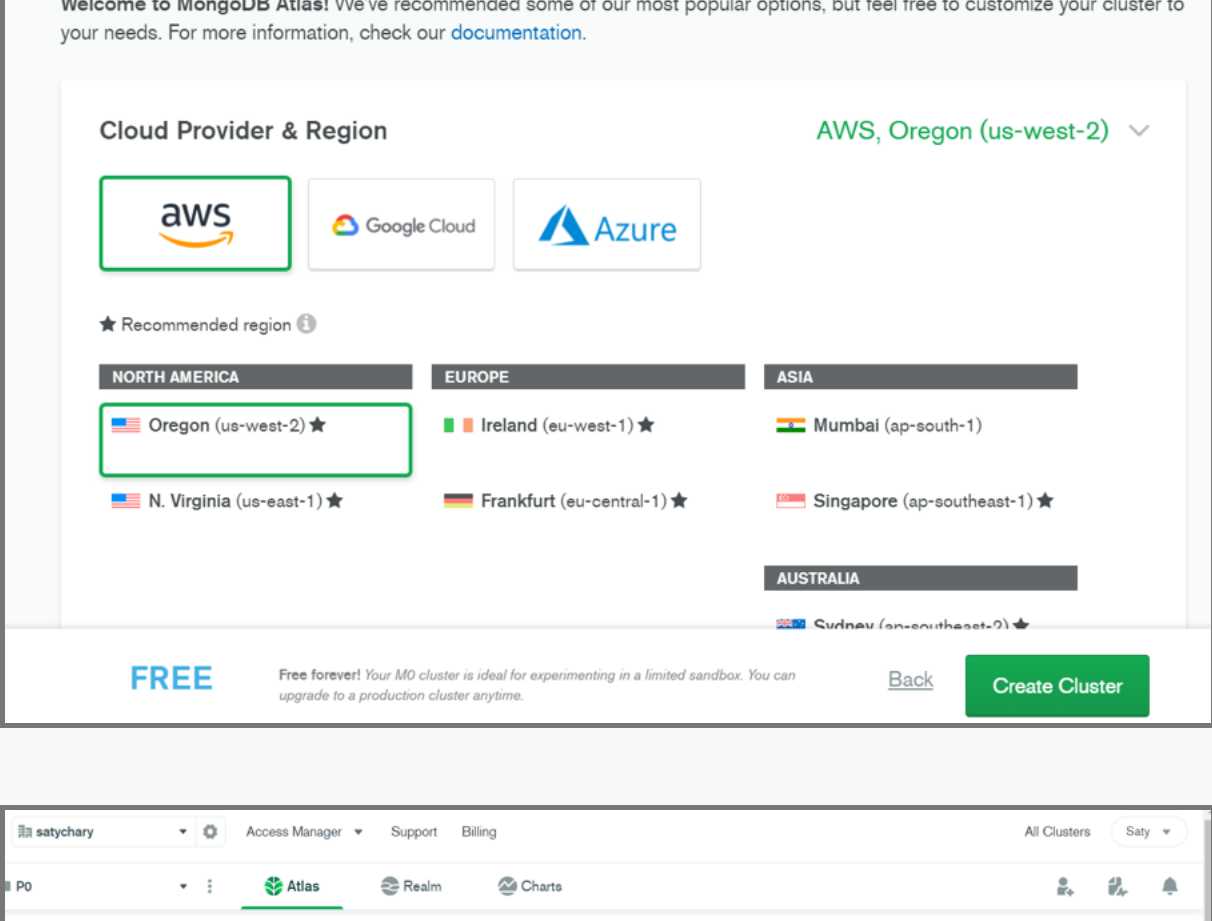 Welcome to MongoDB Atlas! We've recommended some of our most popular options, but feel free to customize your cluster to
your needs. For more information, check our documentation.
Cloud Provider & Region
AWS, Oregon (us-west-2)
aws
Google Cloud
Azure
★ Recommended region
NORTH AMERICA
EUROPE
ASIA
Oregon (us-west-2) ★
Ireland (eu-west-1) ★
Mumbai (ap-south-1)
N. Virginia (us-east-1) ★
Frankfurt (eu-central-1) ★
Singapore (ap-southeast-1) ★
AUSTRALIA
Sydney (ap-southeast-2) ★
FREE
Free forever! Your M0 cluster is ideal for experimenting in a limited sandbox. You can
upgrade to a production cluster anytime.
Back
Create Cluster
satychary
Access Manager
Support
Billing
All Clusters
Saty
P0
Atlas
Realm
Charts